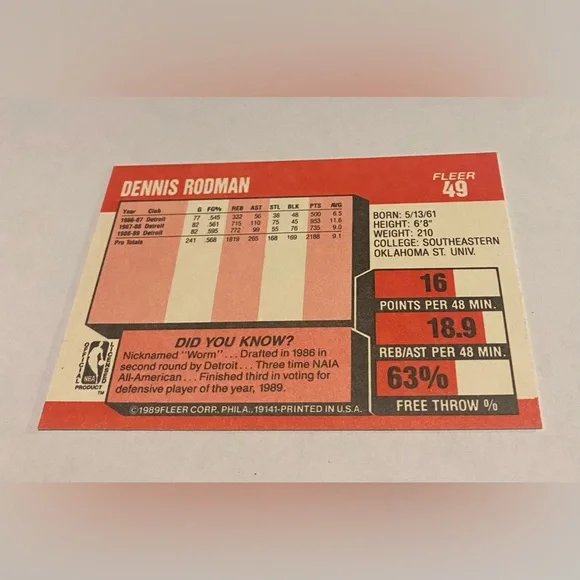 DENNIS RODMAN
FLEER
49
Year Club G FG% REB AST STL BLK PTS AVG
1986-87 Detroit 77 .545 332 56 38 48 500 6.5
1987-88 Detroit 82 .561 715 110 75 45 953 11.6
1988-89 Detroit 82 .595 772 99 55 76 735 9.0
Pro Totals 241 .568 1819 265 168 169 2188 9.1
BORN: 5/13/61
HEIGHT: 6'8"
WEIGHT: 210
COLLEGE: SOUTHEASTERN
OKLAHOMA ST. UNIV.
16
POINTS PER 48 MIN.
18.9
REB/AST PER 48 MIN.
63%
FREE THROW %
DID YOU KNOW?
Nicknamed "Worm" . . . Drafted in 1986 in
second round by Detroit . . . Three time NAIA
All-American . . . Finished third in voting for
defensive player of the year, 1989.
OFFICIAL LICENSED
NBA
PRODUCT
TM
©1989 FLEER CORP., PHILA., 19141-PRINTED IN U.S.A.